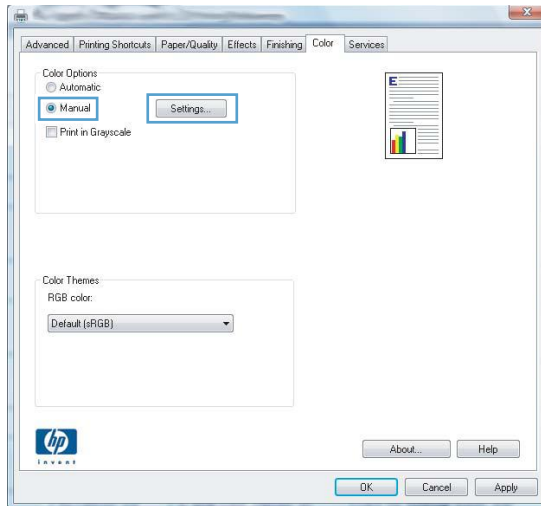 Advanced Printing Shortcuts Paper/Quality Effects Finishing Color Services
Color Options
Automatic
Manual Settings...
Print in Grayscale
E
Color Themes
RGB color:
Default (sRGB)
hp
invent
About... Help
OK Cancel Apply